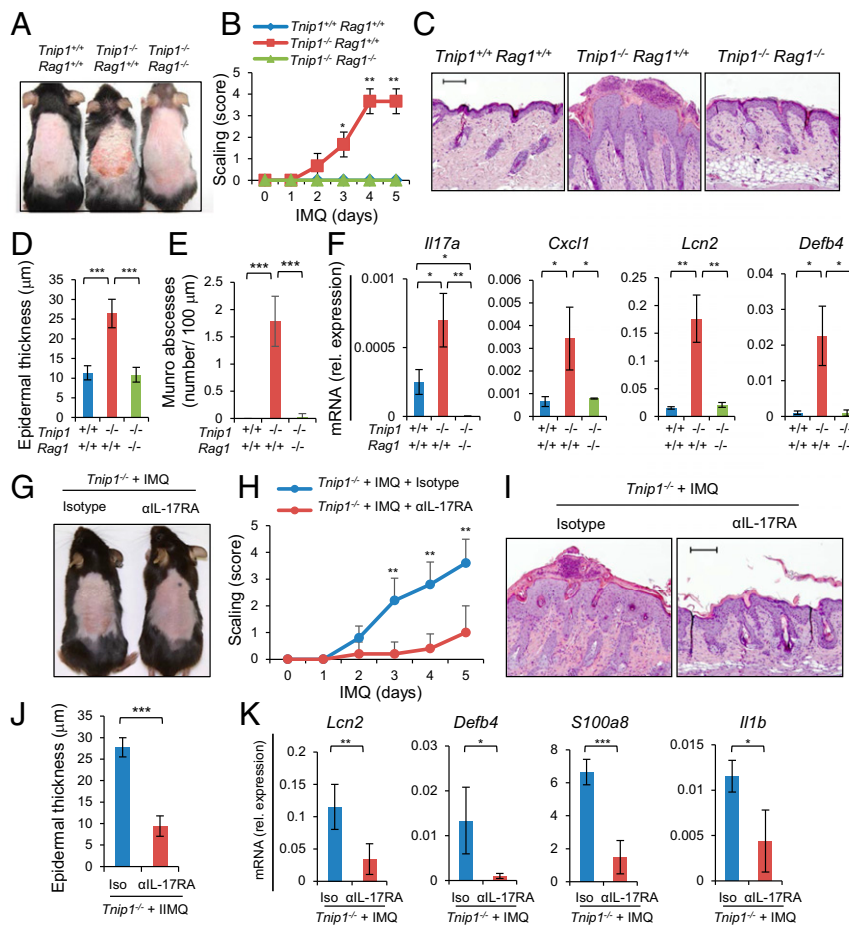 A
Tnip1+/+ Tnip1-/- Tnip1-/-
Rag1+/+ Rag1+/+ Rag1-/-
B
Tnip1+/+ Rag1+/+
Tnip1-/- Rag1+/+
Tnip1-/- Rag1-/-
Scaling (score)
5
4
3
2
1
0
* ** **
0 1 2 3 4 5
IMQ (days)
C
Tnip1+/+ Rag1+/+ Tnip1-/- Rag1+/+ Tnip1-/- Rag1-/-
D
Epidermal thickness (μm)
35
30
25
20
15
10
5
0
*** ***
Tnip1 +/+ -/- -/-
Rag1 +/+ +/+ -/-
E
Munro abscesses
(number/ 100 μm)
2.5
2
1.5
1
0.5
0
*** ***
Tnip1 +/+ -/- -/-
Rag1 +/+ +/+ -/-
F
mRNA (rel. expression)
Il17a
0.001
0.0005
0
*
* **
+/+ -/- -/-
+/+ +/+ -/-
Cxcl1
0.006
0.005
0.004
0.003
0.002
0.001
0
* *
+/+ -/- -/-
+/+ +/+ -/-
Lcn2
0.25
0.20
0.15
0.10
0.05
0.00
** **
+/+ -/- -/-
+/+ +/+ -/-
Defb4
0.04
0.03
0.02
0.01
0
* *
+/+ -/- -/-
+/+ +/+ -/-
G
Tnip1-/- + IMQ
Isotype αIL-17RA
H
Tnip1-/- + IMQ + Isotype
Tnip1-/- + IMQ + αIL-17RA
Scaling (score)
5
4
3
2
1
0
** ** **
0 1 2 3 4 5
IMQ (days)
I
Tnip1-/- + IMQ
Isotype αIL-17RA
J
Epidermal thickness (μm)
35
30
25
20
15
10
5
0
***
Iso αIL-17RA
Tnip1-/- + IIMQ
K
mRNA (rel. expression)
Lcn2
0.2
0.15
0.1
0.05
0
**
Iso αIL-17RA
Tnip1-/- + IMQ
Defb4
0.03
0.02
0.01
0
*
Iso αIL-17RA
Tnip1-/- + IMQ
S100a8
8
6
4
2
0
***
Iso αIL-17RA
Tnip1-/- + IMQ
Il1b
0.015
0.01
0.005
0
*
Iso αIL-17RA
Tnip1-/- + IMQ